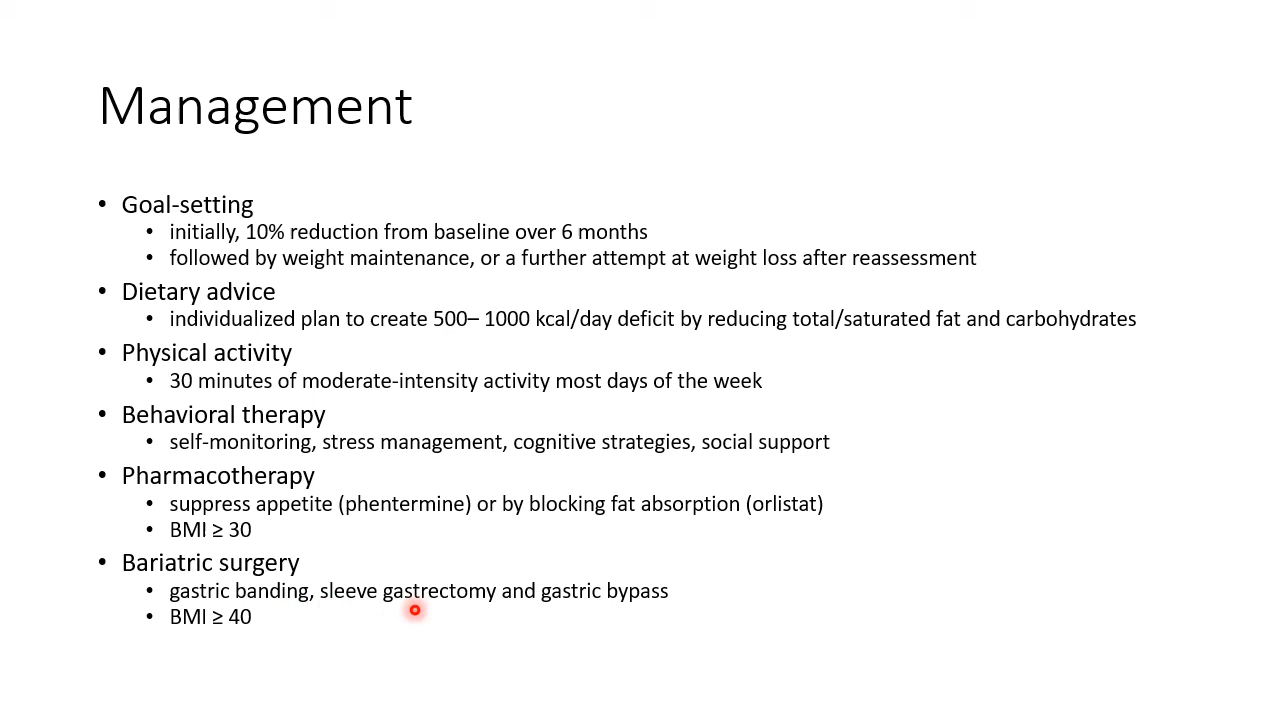 Management
• Goal-setting
• initially, 10% reduction from baseline over 6 months
• followed by weight maintenance, or a further attempt at weight loss after reassessment
• Dietary advice
• individualized plan to create 500– 1000 kcal/day deficit by reducing total/saturated fat and carbohydrates
• Physical activity
• 30 minutes of moderate-intensity activity most days of the week
• Behavioral therapy
• self-monitoring, stress management, cognitive strategies, social support
• Pharmacotherapy
• suppress appetite (phentermine) or by blocking fat absorption (orlistat)
• BMI ≥ 30
• Bariatric surgery
• gastric banding, sleeve gastrectomy and gastric bypass
• BMI ≥ 40